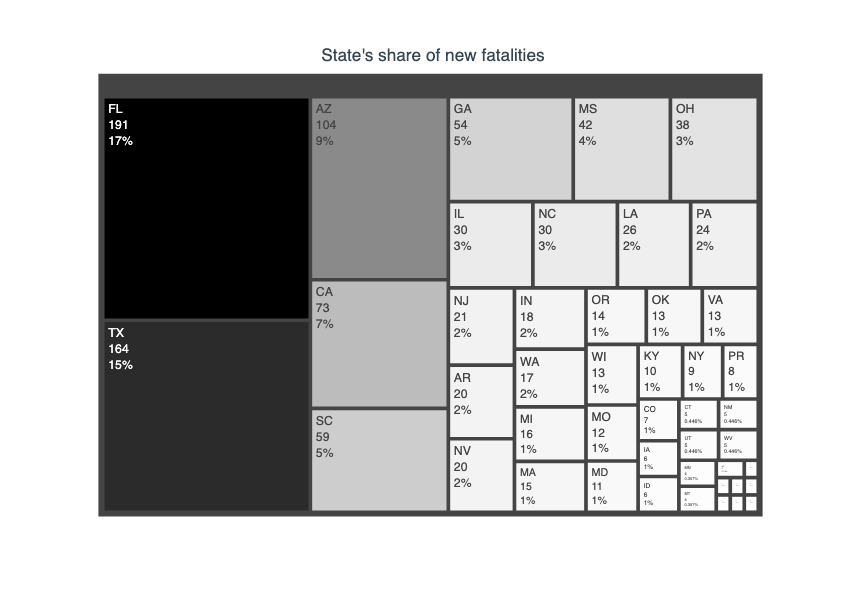 State's share of new fatalities
FL
191
17%
TX
164
15%
AZ
104
9%
CA
73
7%
SC
59
5%
GA
54
5%
MS
42
4%
OH
38
3%
IL
30
3%
NC
30
3%
LA
26
2%
PA
24
2%
NJ
21
2%
AR
20
2%
NV
20
2%
IN
18
2%
WA
17
2%
MI
16
1%
MA
15
1%
OR
14
1%
OK
13
1%
VA
13
1%
WI
13
1%
MO
12
1%
MD
11
1%
KY
10
1%
NY
9
1%
PR
8
1%
CO
7
1%
IA
6
1%
ID
6
1%
CT
5
0.446%
NM
5
0.446%
UT
5
0.446%
WV
5
0.446%
4
0.357%
MT
4
0.357%